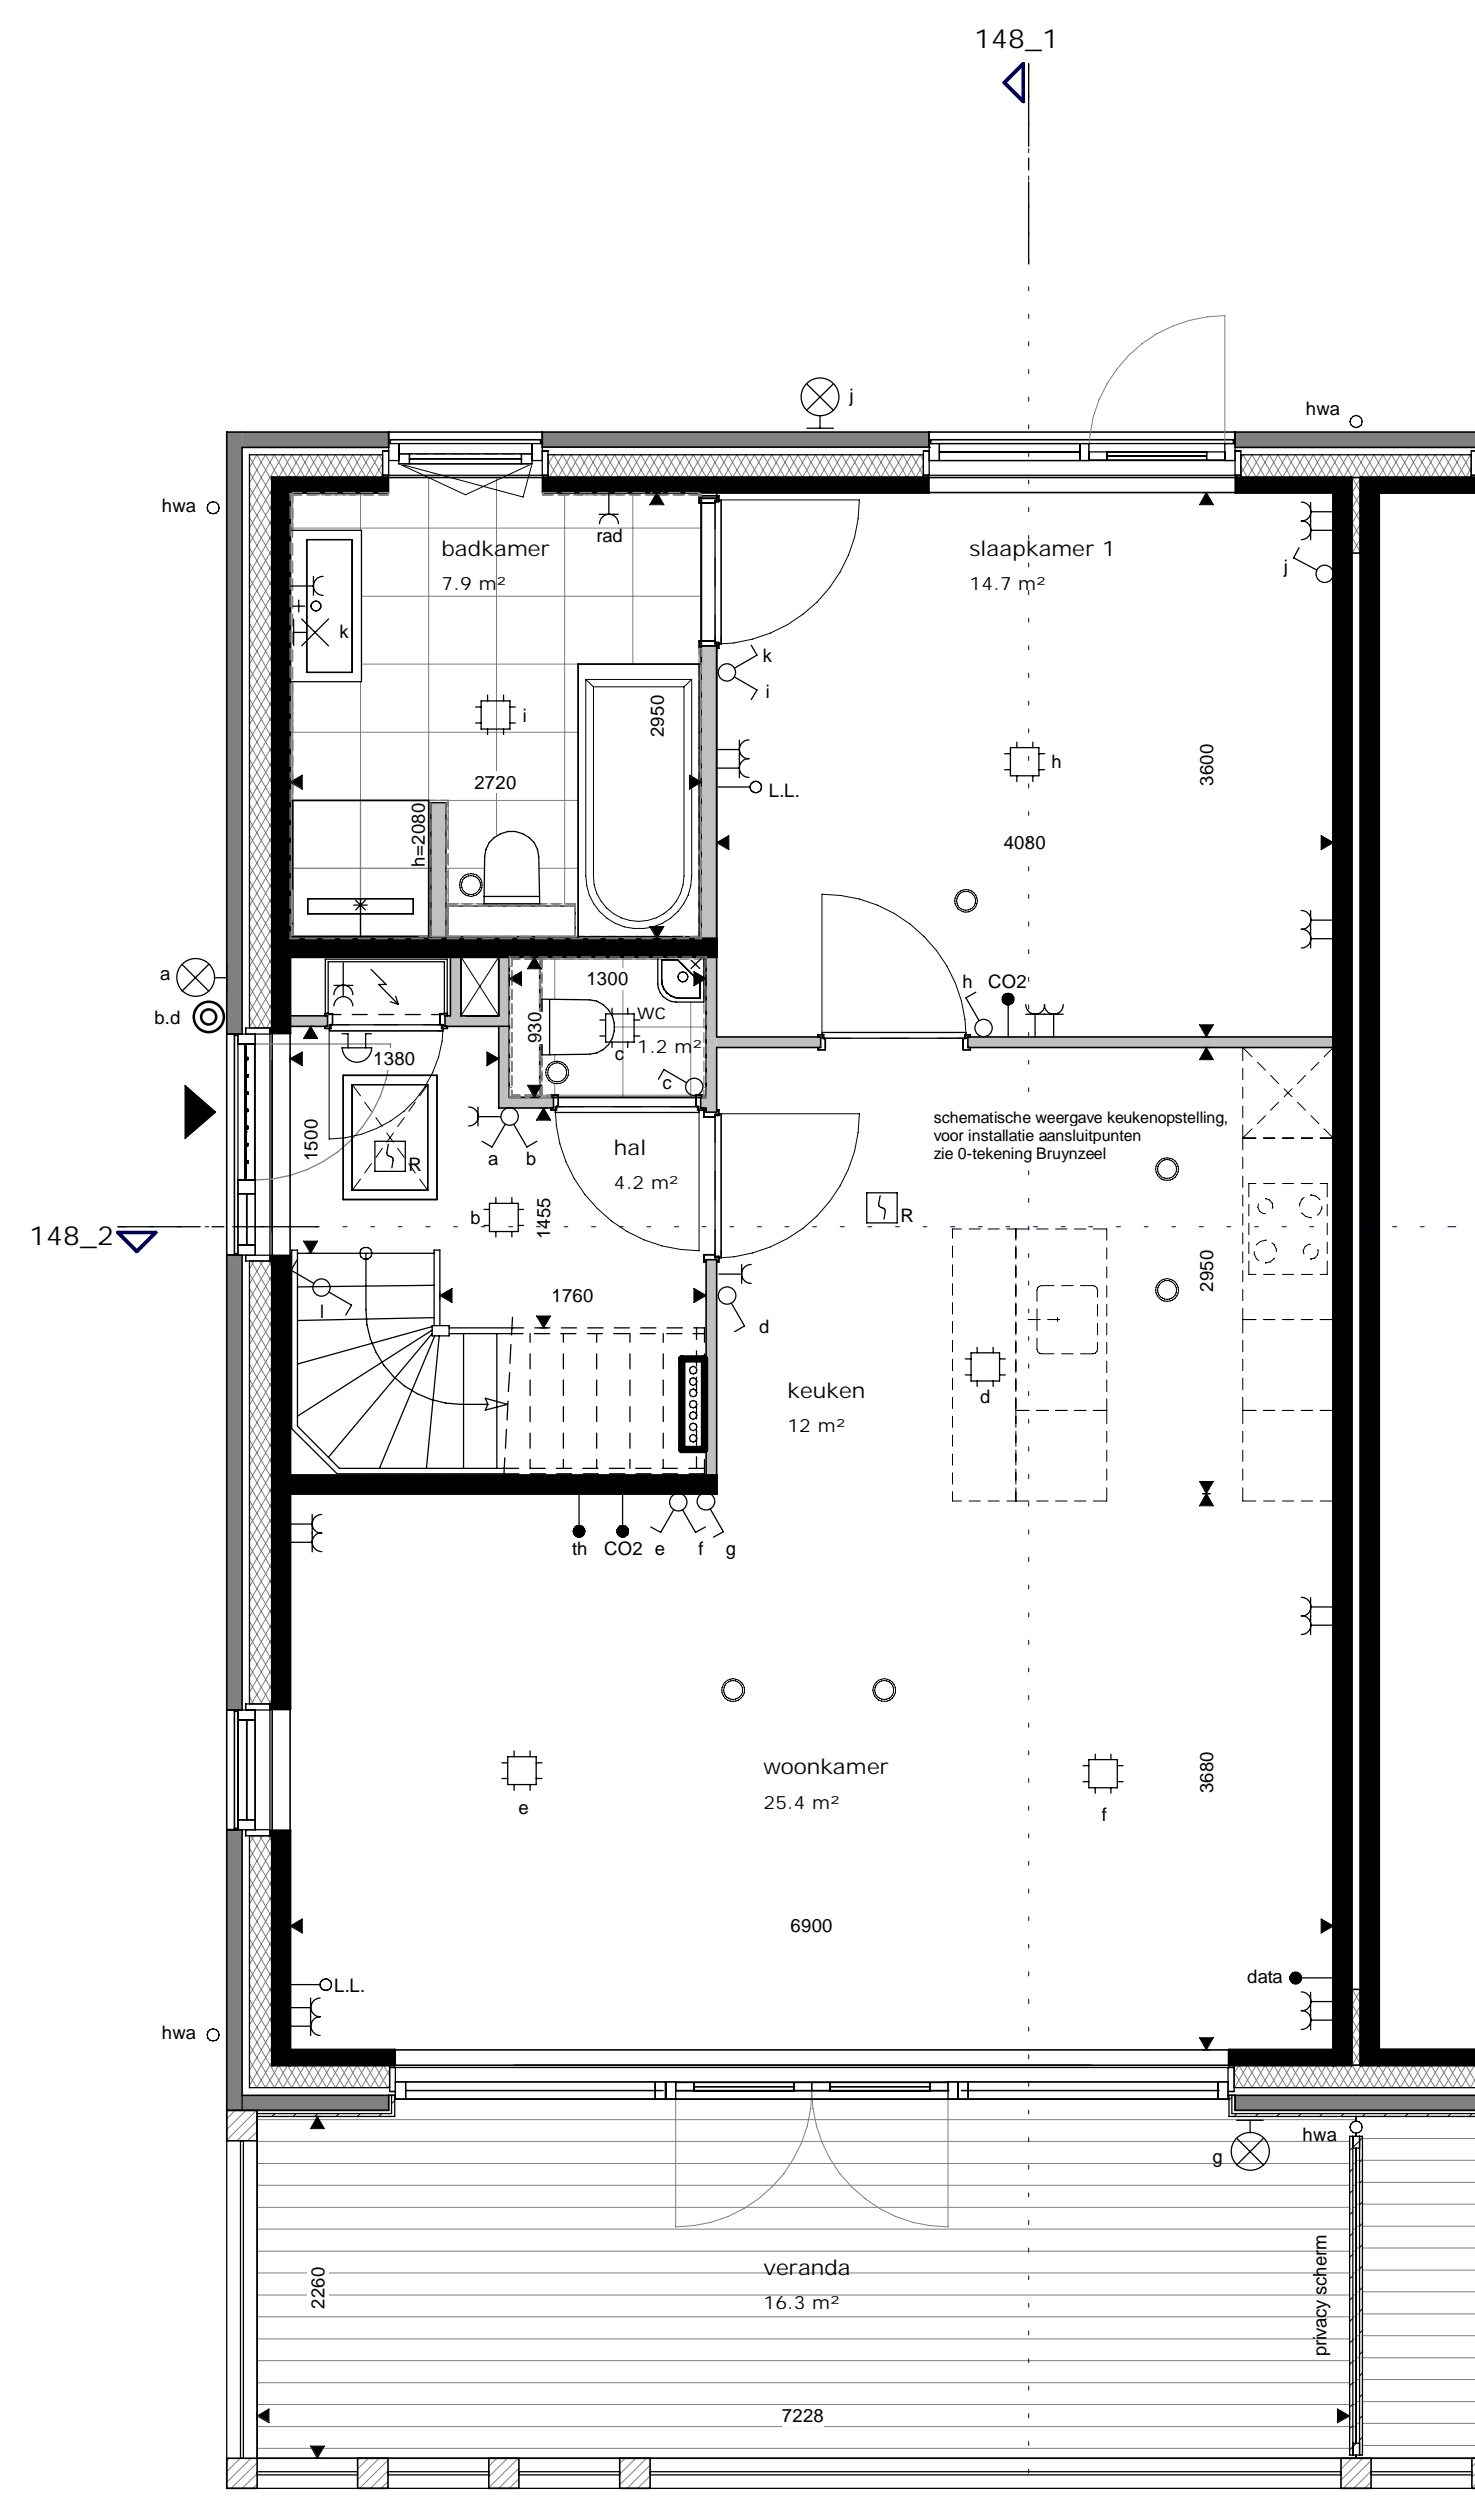 148_1
j
hwa
hwa
rad
badkamer
7.9 m²
slaapkamer 1
14.7 m²
j
k
k
i
i
2950
h
3600
2720
L.L.
h=2080
4080
a
b.d
1300
WC
930
c
1.2 m²
c
h
CO2
1380
1500
R
a
b
hal
4.2 m²
schematische weergave keukenopstelling,
voor installatie aansluitpunten
zie 0-tekening Bruynzeel
b
1455
R
148_2
l
1760
d
2950
d
keuken
12 m²
th
CO2
e
f
g
woonkamer
25.4 m²
e
f
3680
6900
L.L.
data
hwa
hwa
g
veranda
16.3 m²
2260
privacy scherm
7228